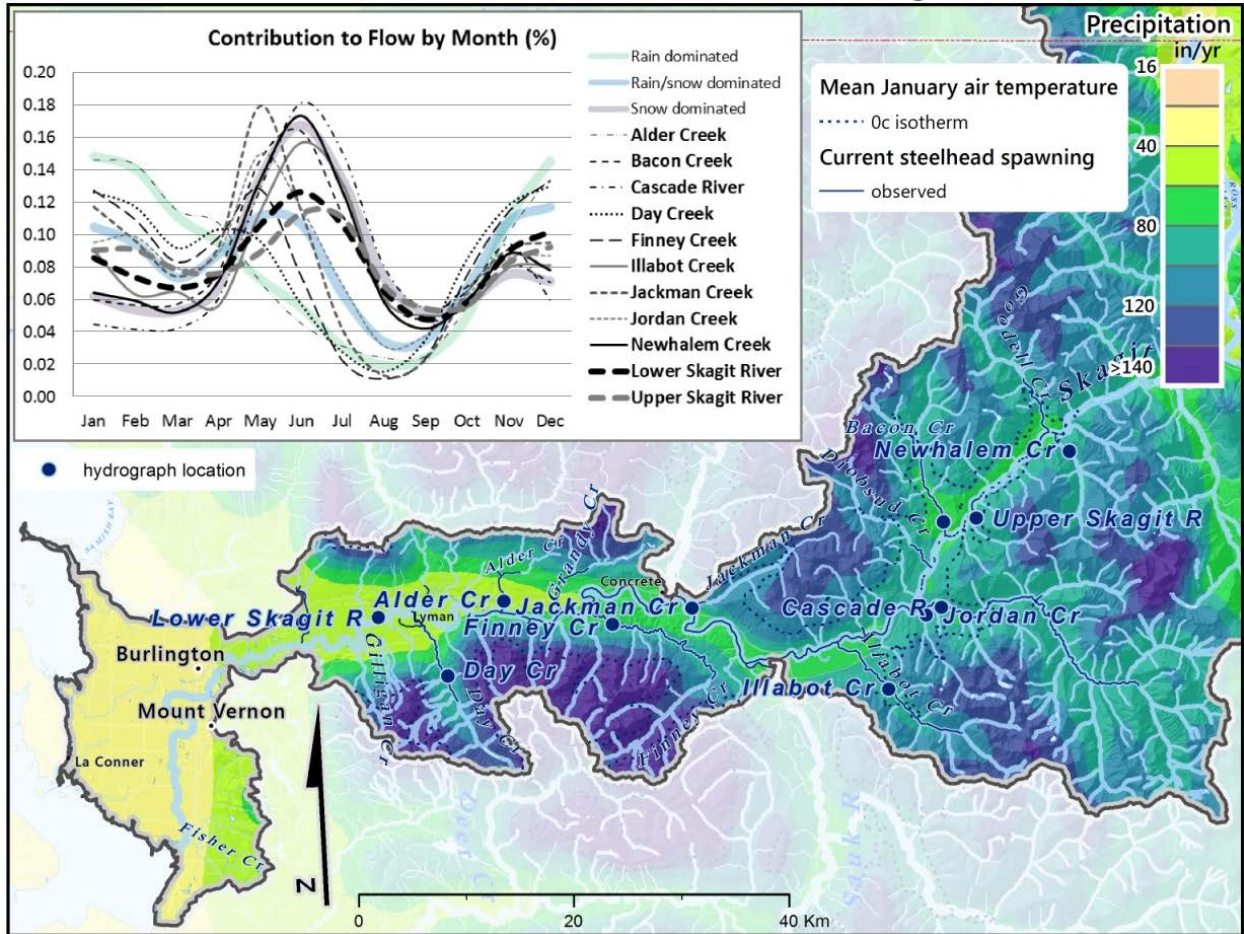 Contribution to Flow by Month (%)
0.20
0.18
0.16
0.14
0.12
0.10
0.08
0.06
0.04
0.02
0.00
Jan Feb Mar Apr May Jun Jul Aug Sep Oct Nov Dec
Rain dominated
Rain/snow dominated
Snow dominated
Alder Creek
Bacon Creek
Cascade River
Day Creek
Finney Creek
Illabot Creek
Jackman Creek
Jordan Creek
Newhalem Creek
Lower Skagit River
Upper Skagit River
Mean January air temperature
0c isotherm
Current steelhead spawning
observed
Precipitation
in/yr
16
40
80
120
>140
hydrograph location
SAMISH BAY
ROSS
Goodell Cr
Skagit
Bacon Cr
Newhalem Cr
Diobsud Cr
Upper Skagit R
Grandy Cr
Alder Cr
Concrete
Jackman Cr
Lower Skagit R
Alder Cr
Jackman Cr
Cascade R
Jordan Cr
Lyman
Finney Cr
Burlington
Gilligan Cr
Day Cr
Day Cr
Illabot Cr
Illabot Cr
Finney Cr
Mount Vernon
La Conner
Fisher Cr
Deer Cr
Sauk R
N
0 20 40 Km